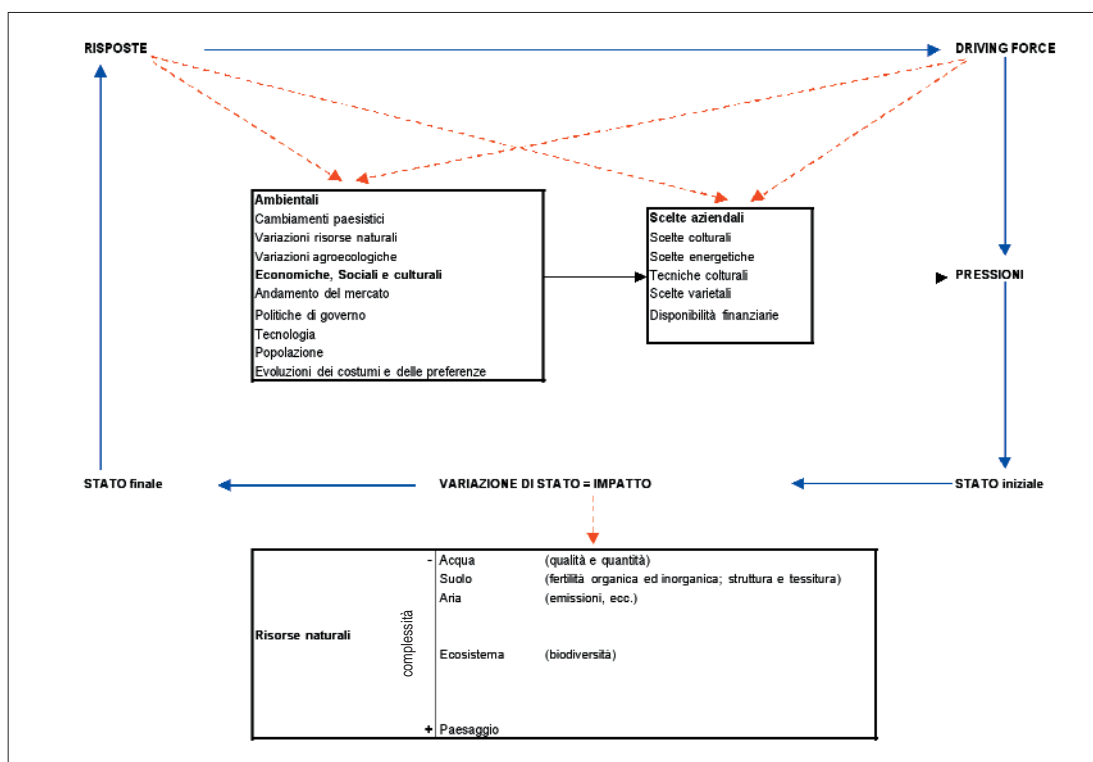 RISPOSTE DRIVING FORCE
Ambientali
Cambiamenti paesistici
Variazioni risorse naturali
Variazioni agroecologiche
Economiche, Sociali e culturali
Andamento del mercato
Politiche di governo
Tecnologia
Popolazione
Evoluzioni dei costumi e delle preferenze
Scelte aziendali
Scelte colturali
Scelte energetiche
Tecniche colturali
Scelte varietali
Disponibilità finanziarie
PRESSIONI
STATO finale VARIAZIONE DI STATO = IMPATTO STATO iniziale
Risorse naturali
complessità
- Acqua (qualità e quantità)
Suolo (fertilità organica ed inorganica; struttura e tessitura)
Aria (emissioni, ecc.)
Ecosistema (biodiversità)
+ Paesaggio